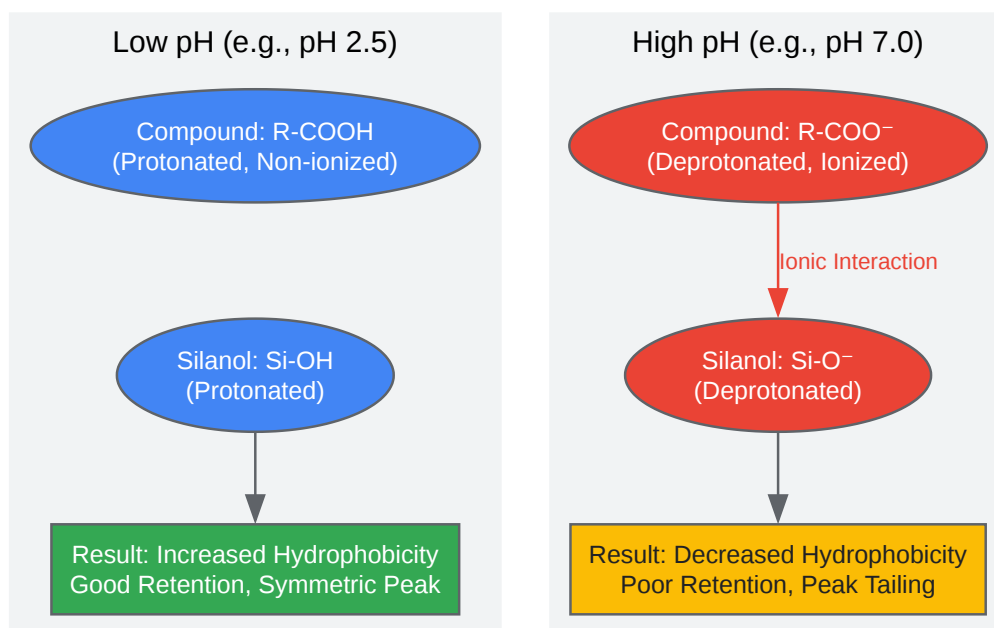 Low pH (e.g., pH 2.5)
Compound: R-COOH
(Protonated, Non-ionized)
Silanol: Si-OH
(Protonated)
Result: Increased Hydrophobicity
Good Retention, Symmetric Peak
High pH (e.g., pH 7.0)
Compound: R-COO⁻
(Deprotonated, Ionized)
Ionic Interaction
Silanol: Si-O⁻
(Deprotonated)
Result: Decreased Hydrophobicity
Poor Retention, Peak Tailing